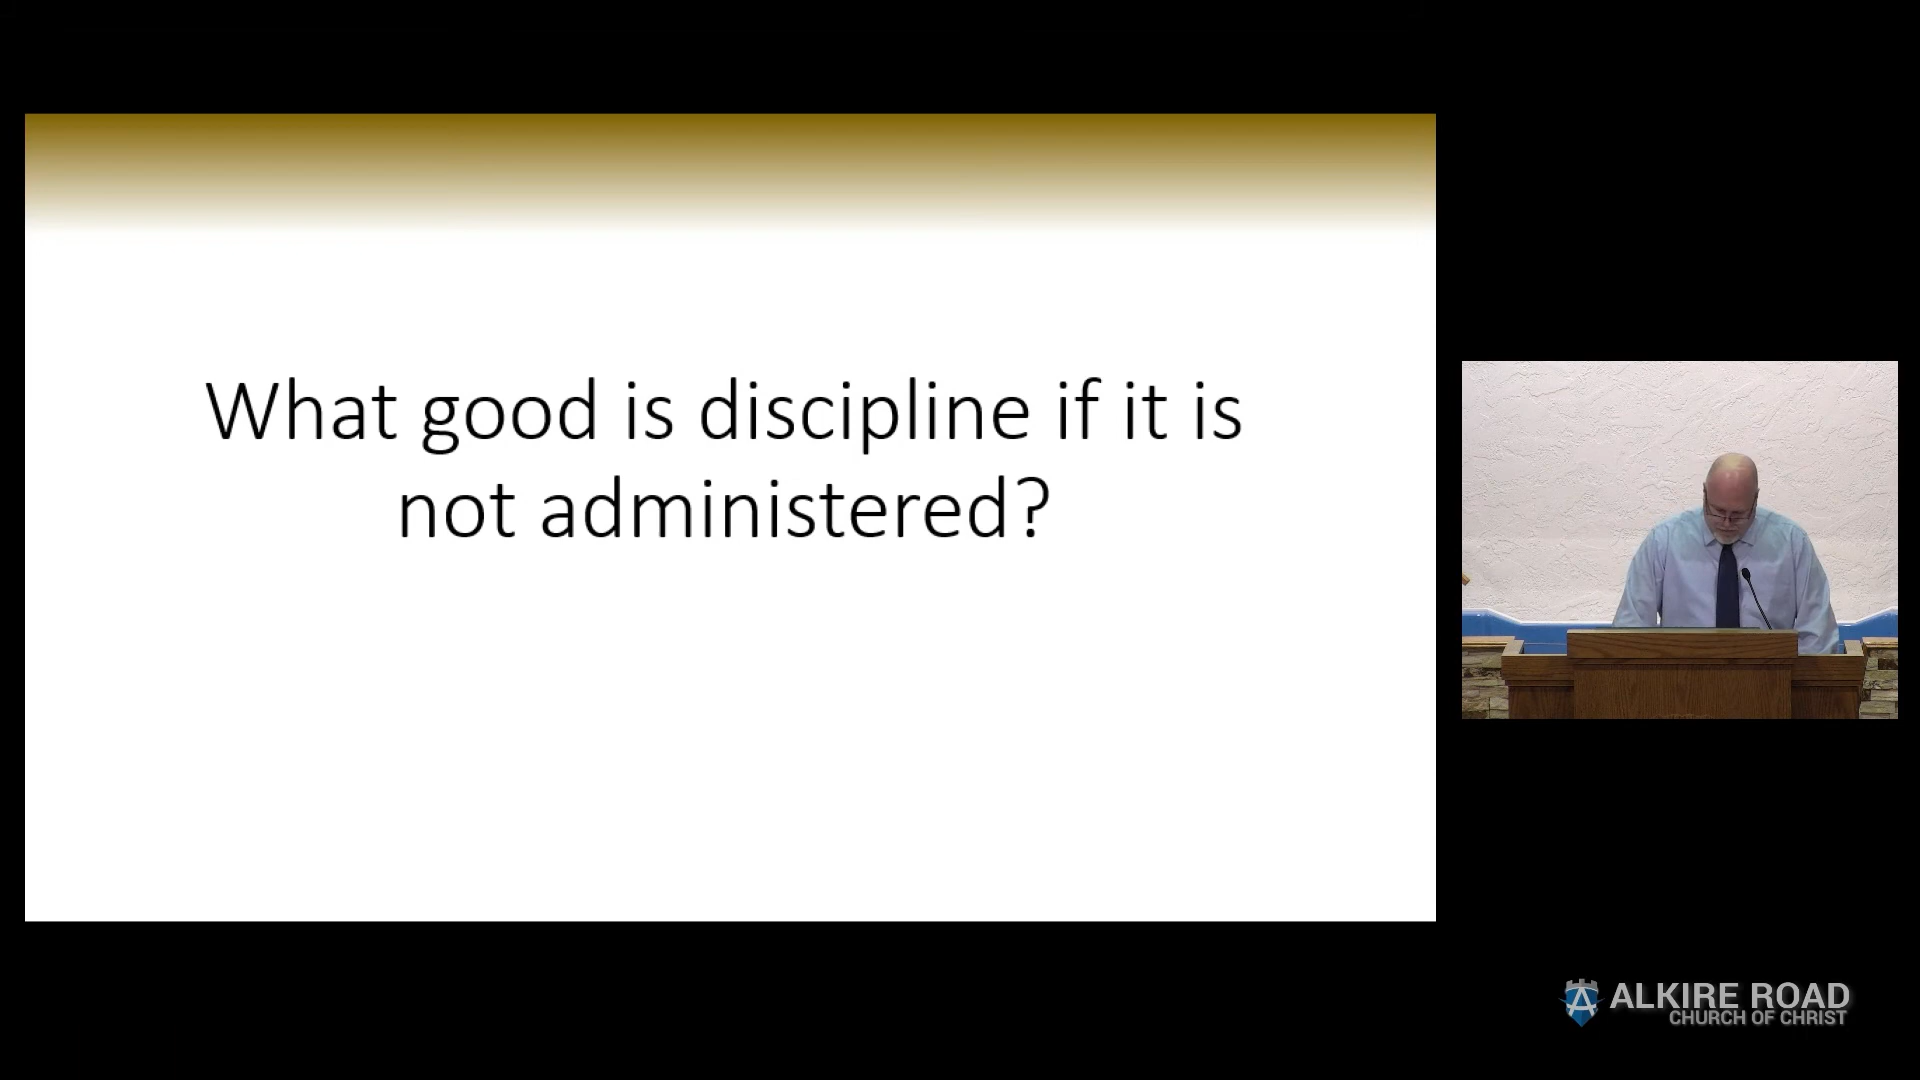 What good is discipline if it is
not administered?
ALKIRE ROAD
CHURCH OF CHRIST